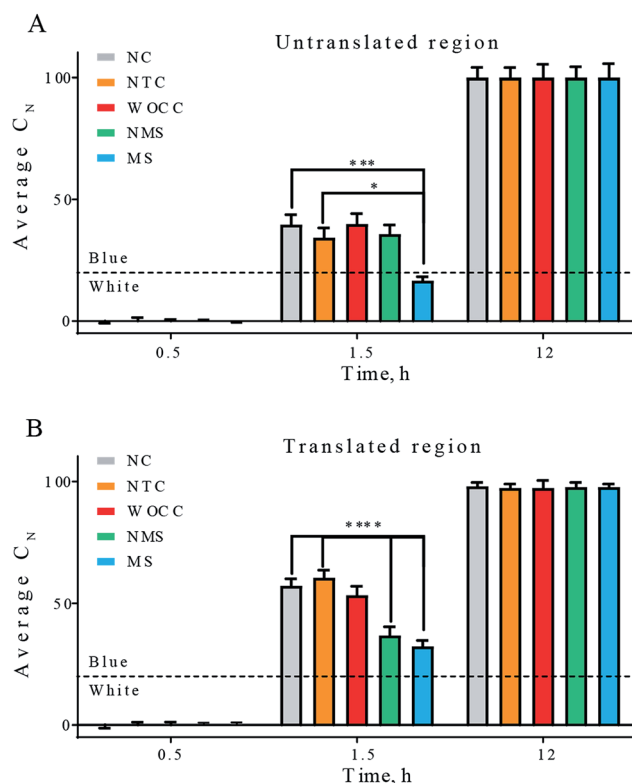 A
Untranslated region
NC
NTC
WOCC
NMS
MS
Average C_N
100
50
0
***
*
Blue
White
0.5 1.5 12
Time, h
B
Translated region
NC
NTC
WOCC
NMS
MS
Average C_N
100
50
0
****
Blue
White
0.5 1.5 12
Time, h